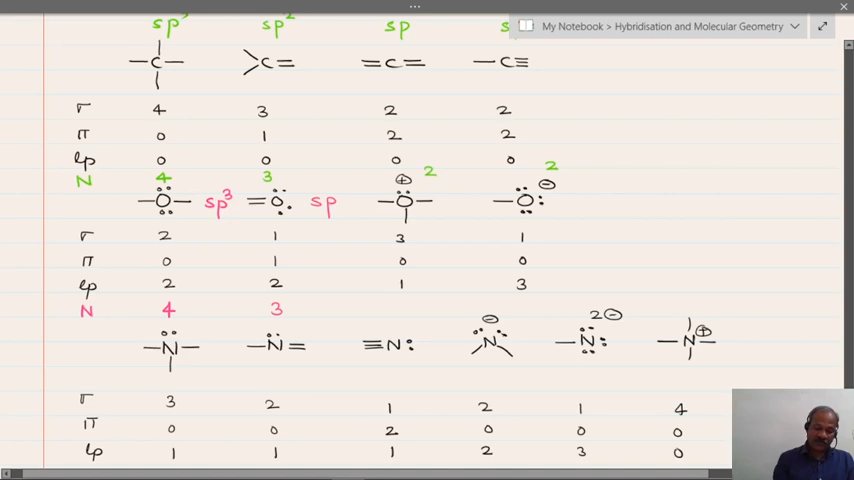 sp³ sp² sp s
My Notebook > Hybridisation and Molecular Geometry
—C— >C= =C= —C≡
σ 4 3 2 2
π 0 1 2 2
lp 0 0 0 0
N 4 3 2 2
—O— sp³ =O sp —O— ⊕ —O: ⊖
σ 2 1 3 1
π 0 1 0 0
lp 2 2 1 3
N 4 3
—N— —N= ≡N: N ⊖ —N: 2⊖ —N— ⊕
σ 3 2 1 2 1 4
π 0 0 2 0 0 0
lp 1 1 1 2 3 0